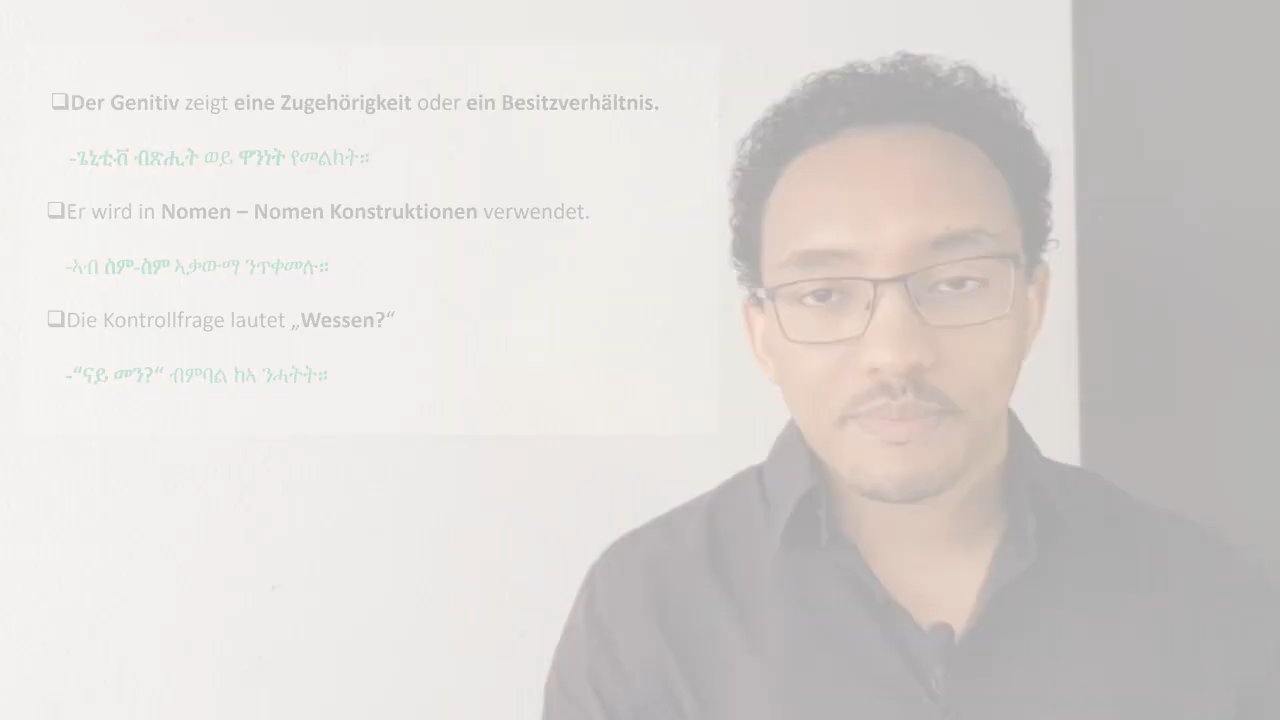 ❑Der Genitiv zeigt eine Zugehörigkeit oder ein Besitzverhältnis.
-ጌኒቲቭ ብጽሒት ወይ ዋንነት የመልክት።
❑Er wird in Nomen – Nomen Konstruktionen verwendet.
-ኣብ ስም-ስም ኣቃውማ ንጥቀመሉ።
❑Die Kontrollfrage lautet „Wessen?“
-“ናይ መን?“ ብምባል ከኣ ንሓትት።